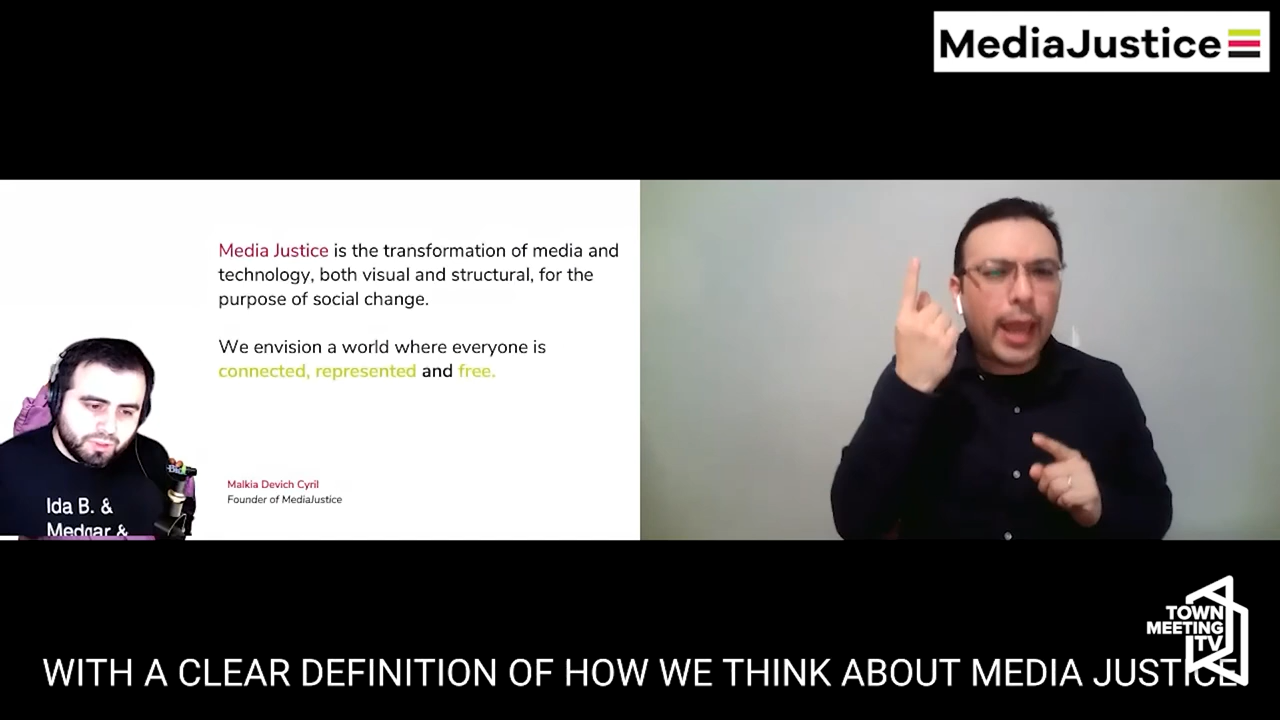 MediaJustice
Media Justice is the transformation of media and
technology, both visual and structural, for the
purpose of social change.
We envision a world where everyone is
connected, represented and free.
Malkia Devich Cyril
Founder of MediaJustice
Ida B. &
Medgar &
TOWN
MEETING
TV
WITH A CLEAR DEFINITION OF HOW WE THINK ABOUT MEDIA JUSTICE.